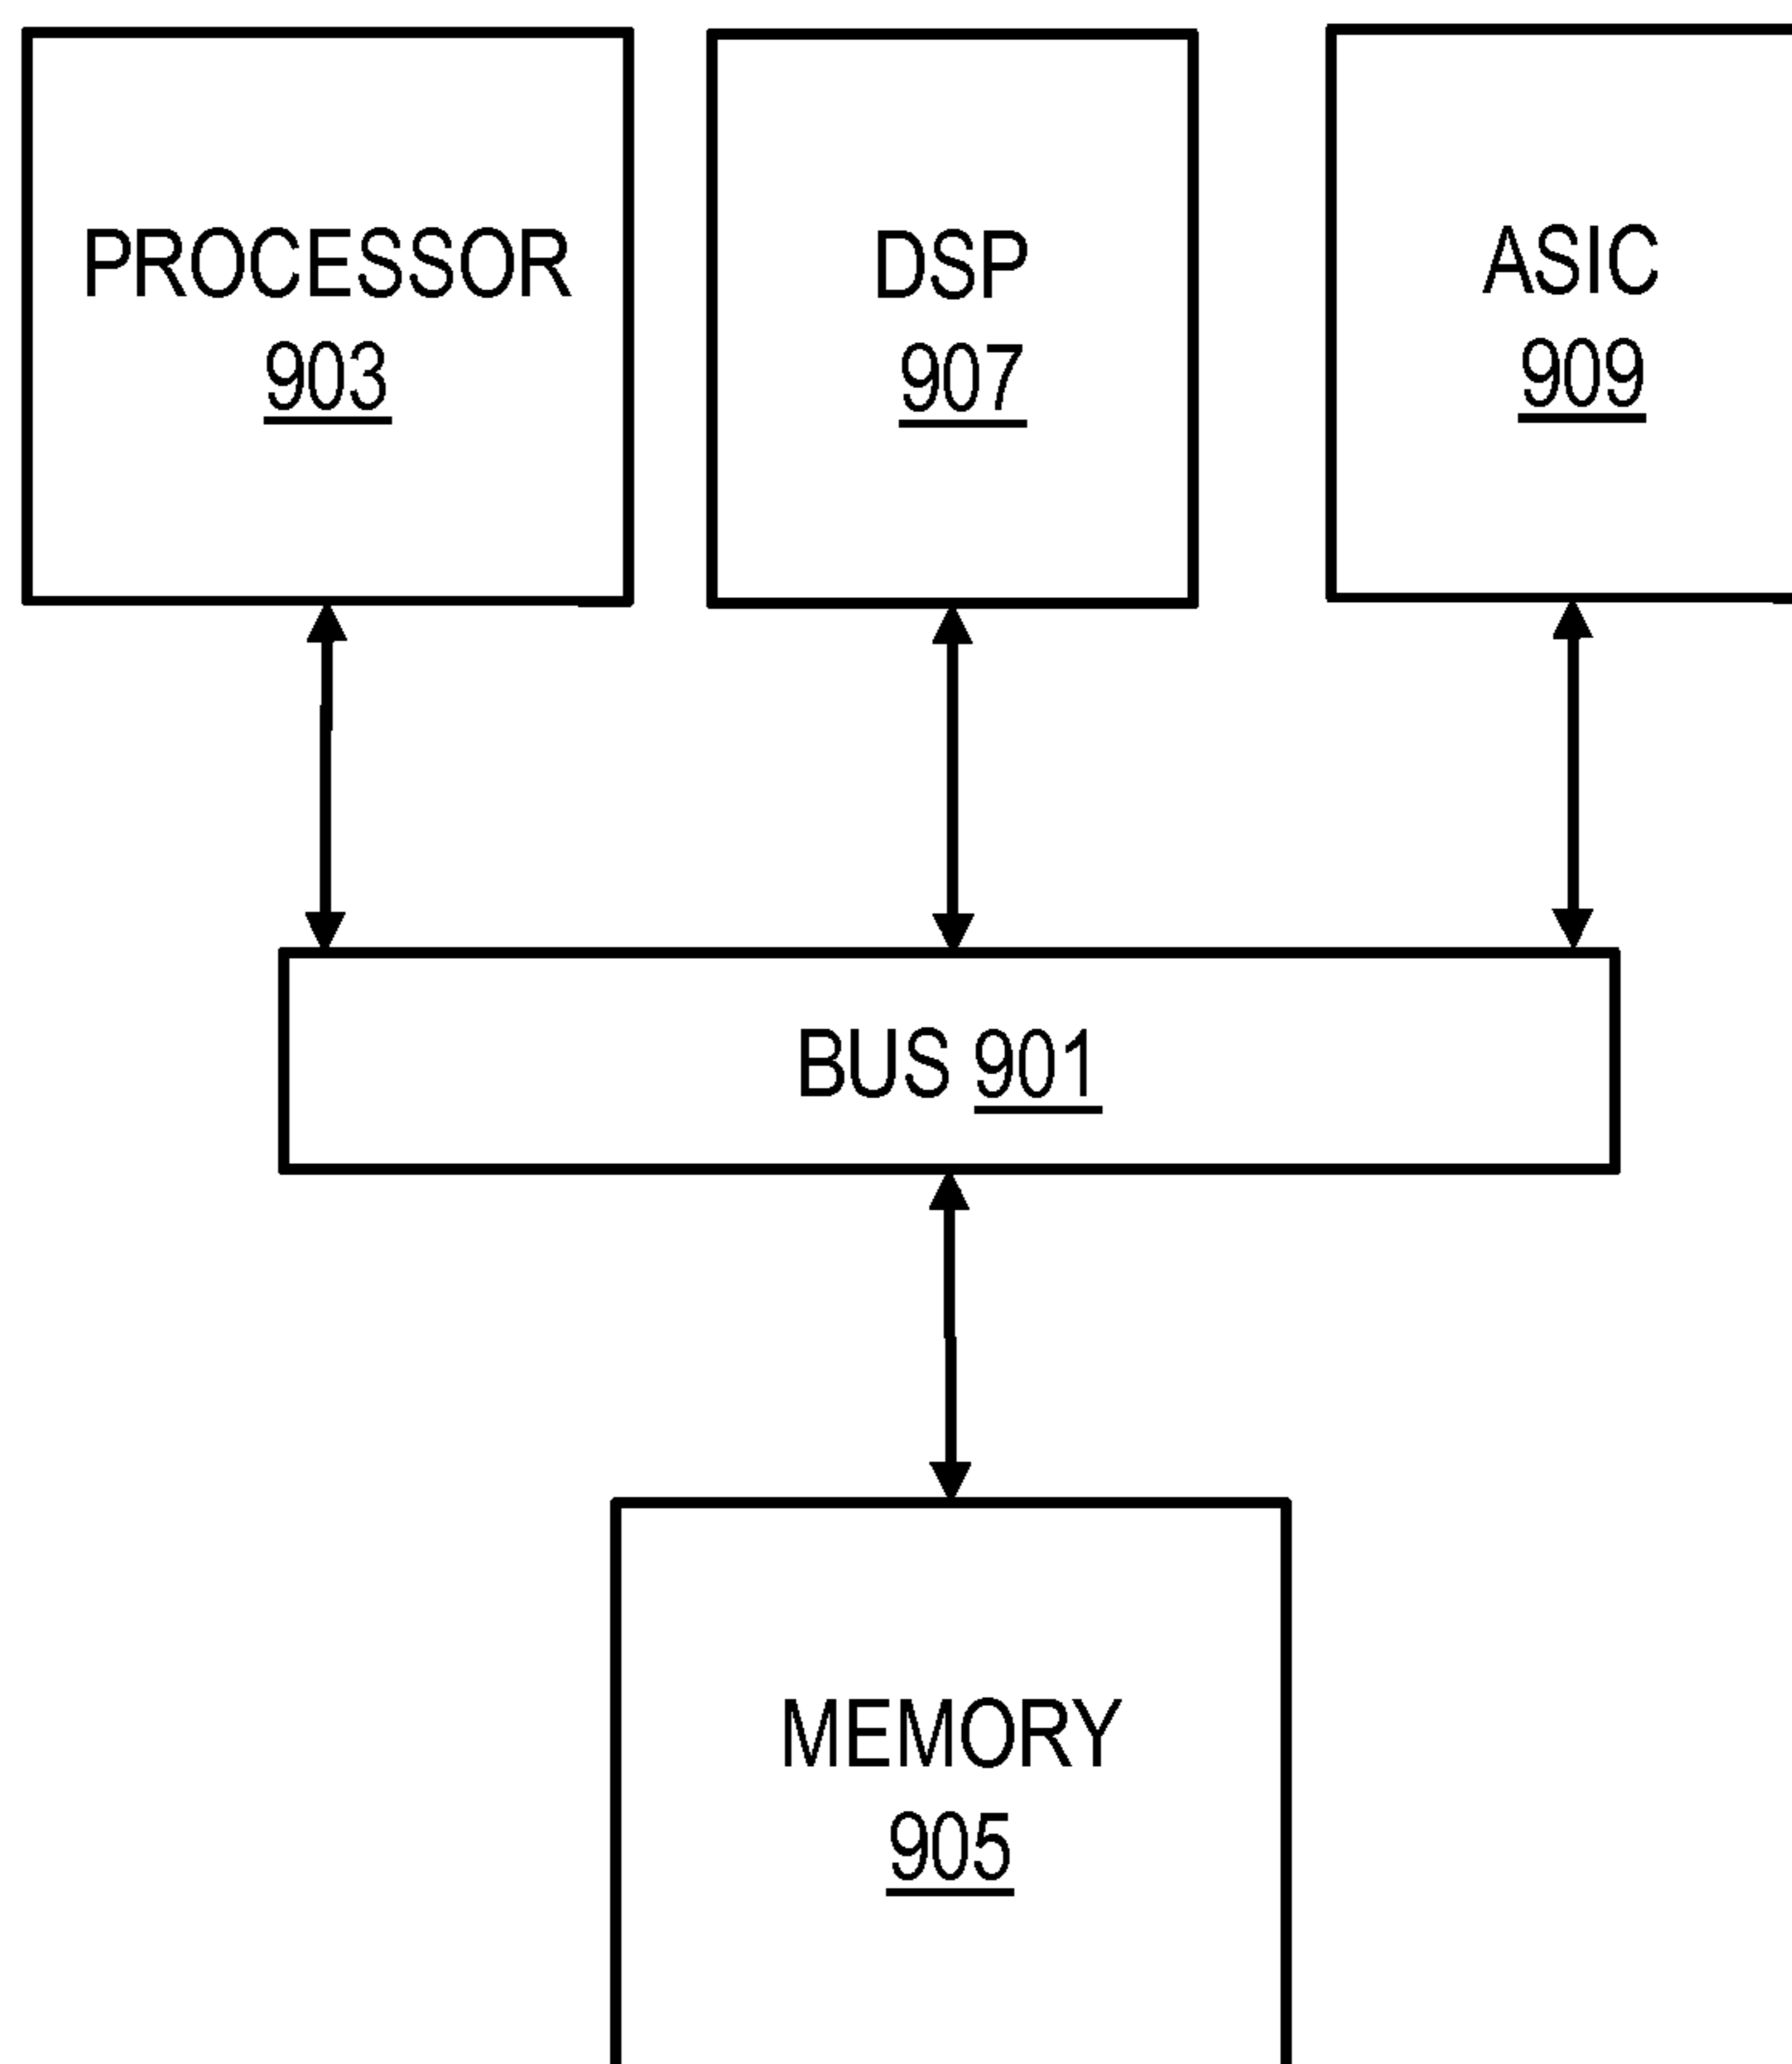 PROCESSOR
903
DSP
907
ASIC
909
BUS 901
MEMORY
905